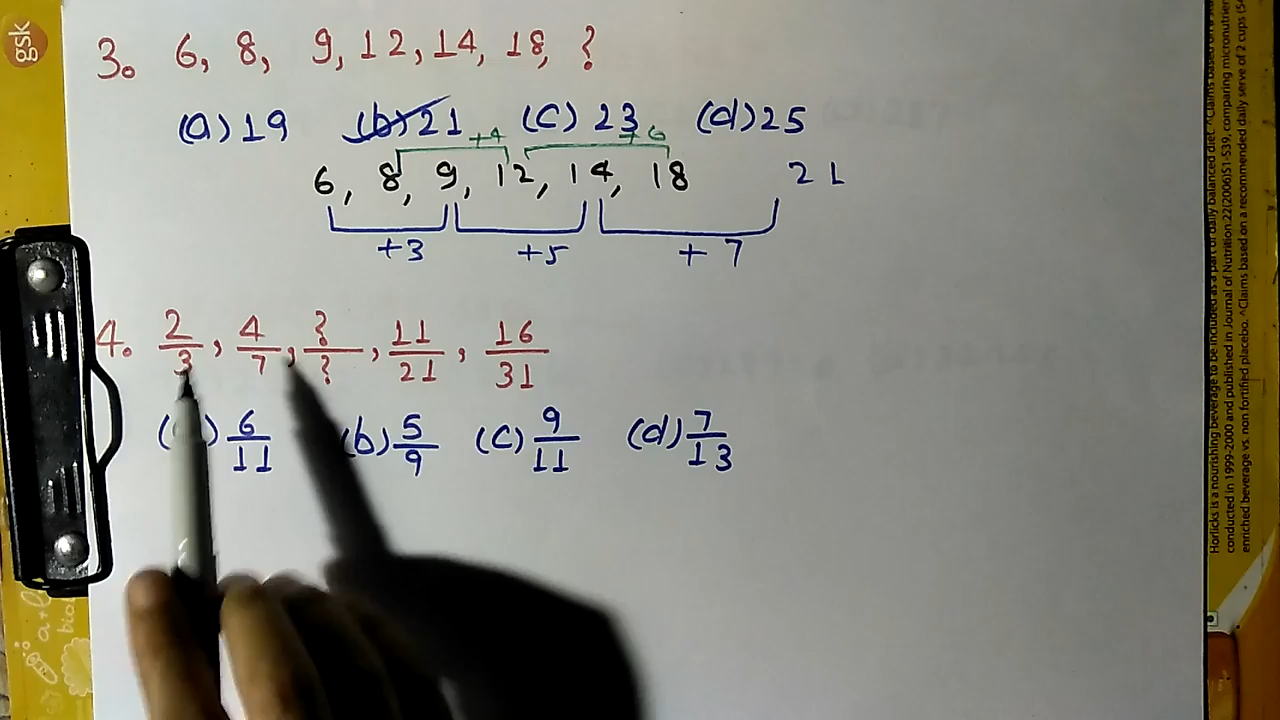 gsk
3. 6, 8, 9, 12, 14, 18, ?
(a) 19 (b) 21 (c) 23 (d) 25
+4 +6
6, 8, 9, 12, 14, 18 21
+3 +5 +7
4. 2/3, 4/7, ?/?, 11/21, 16/31
( ) 6/11 (b) 5/9 (c) 9/11 (d) 7/13